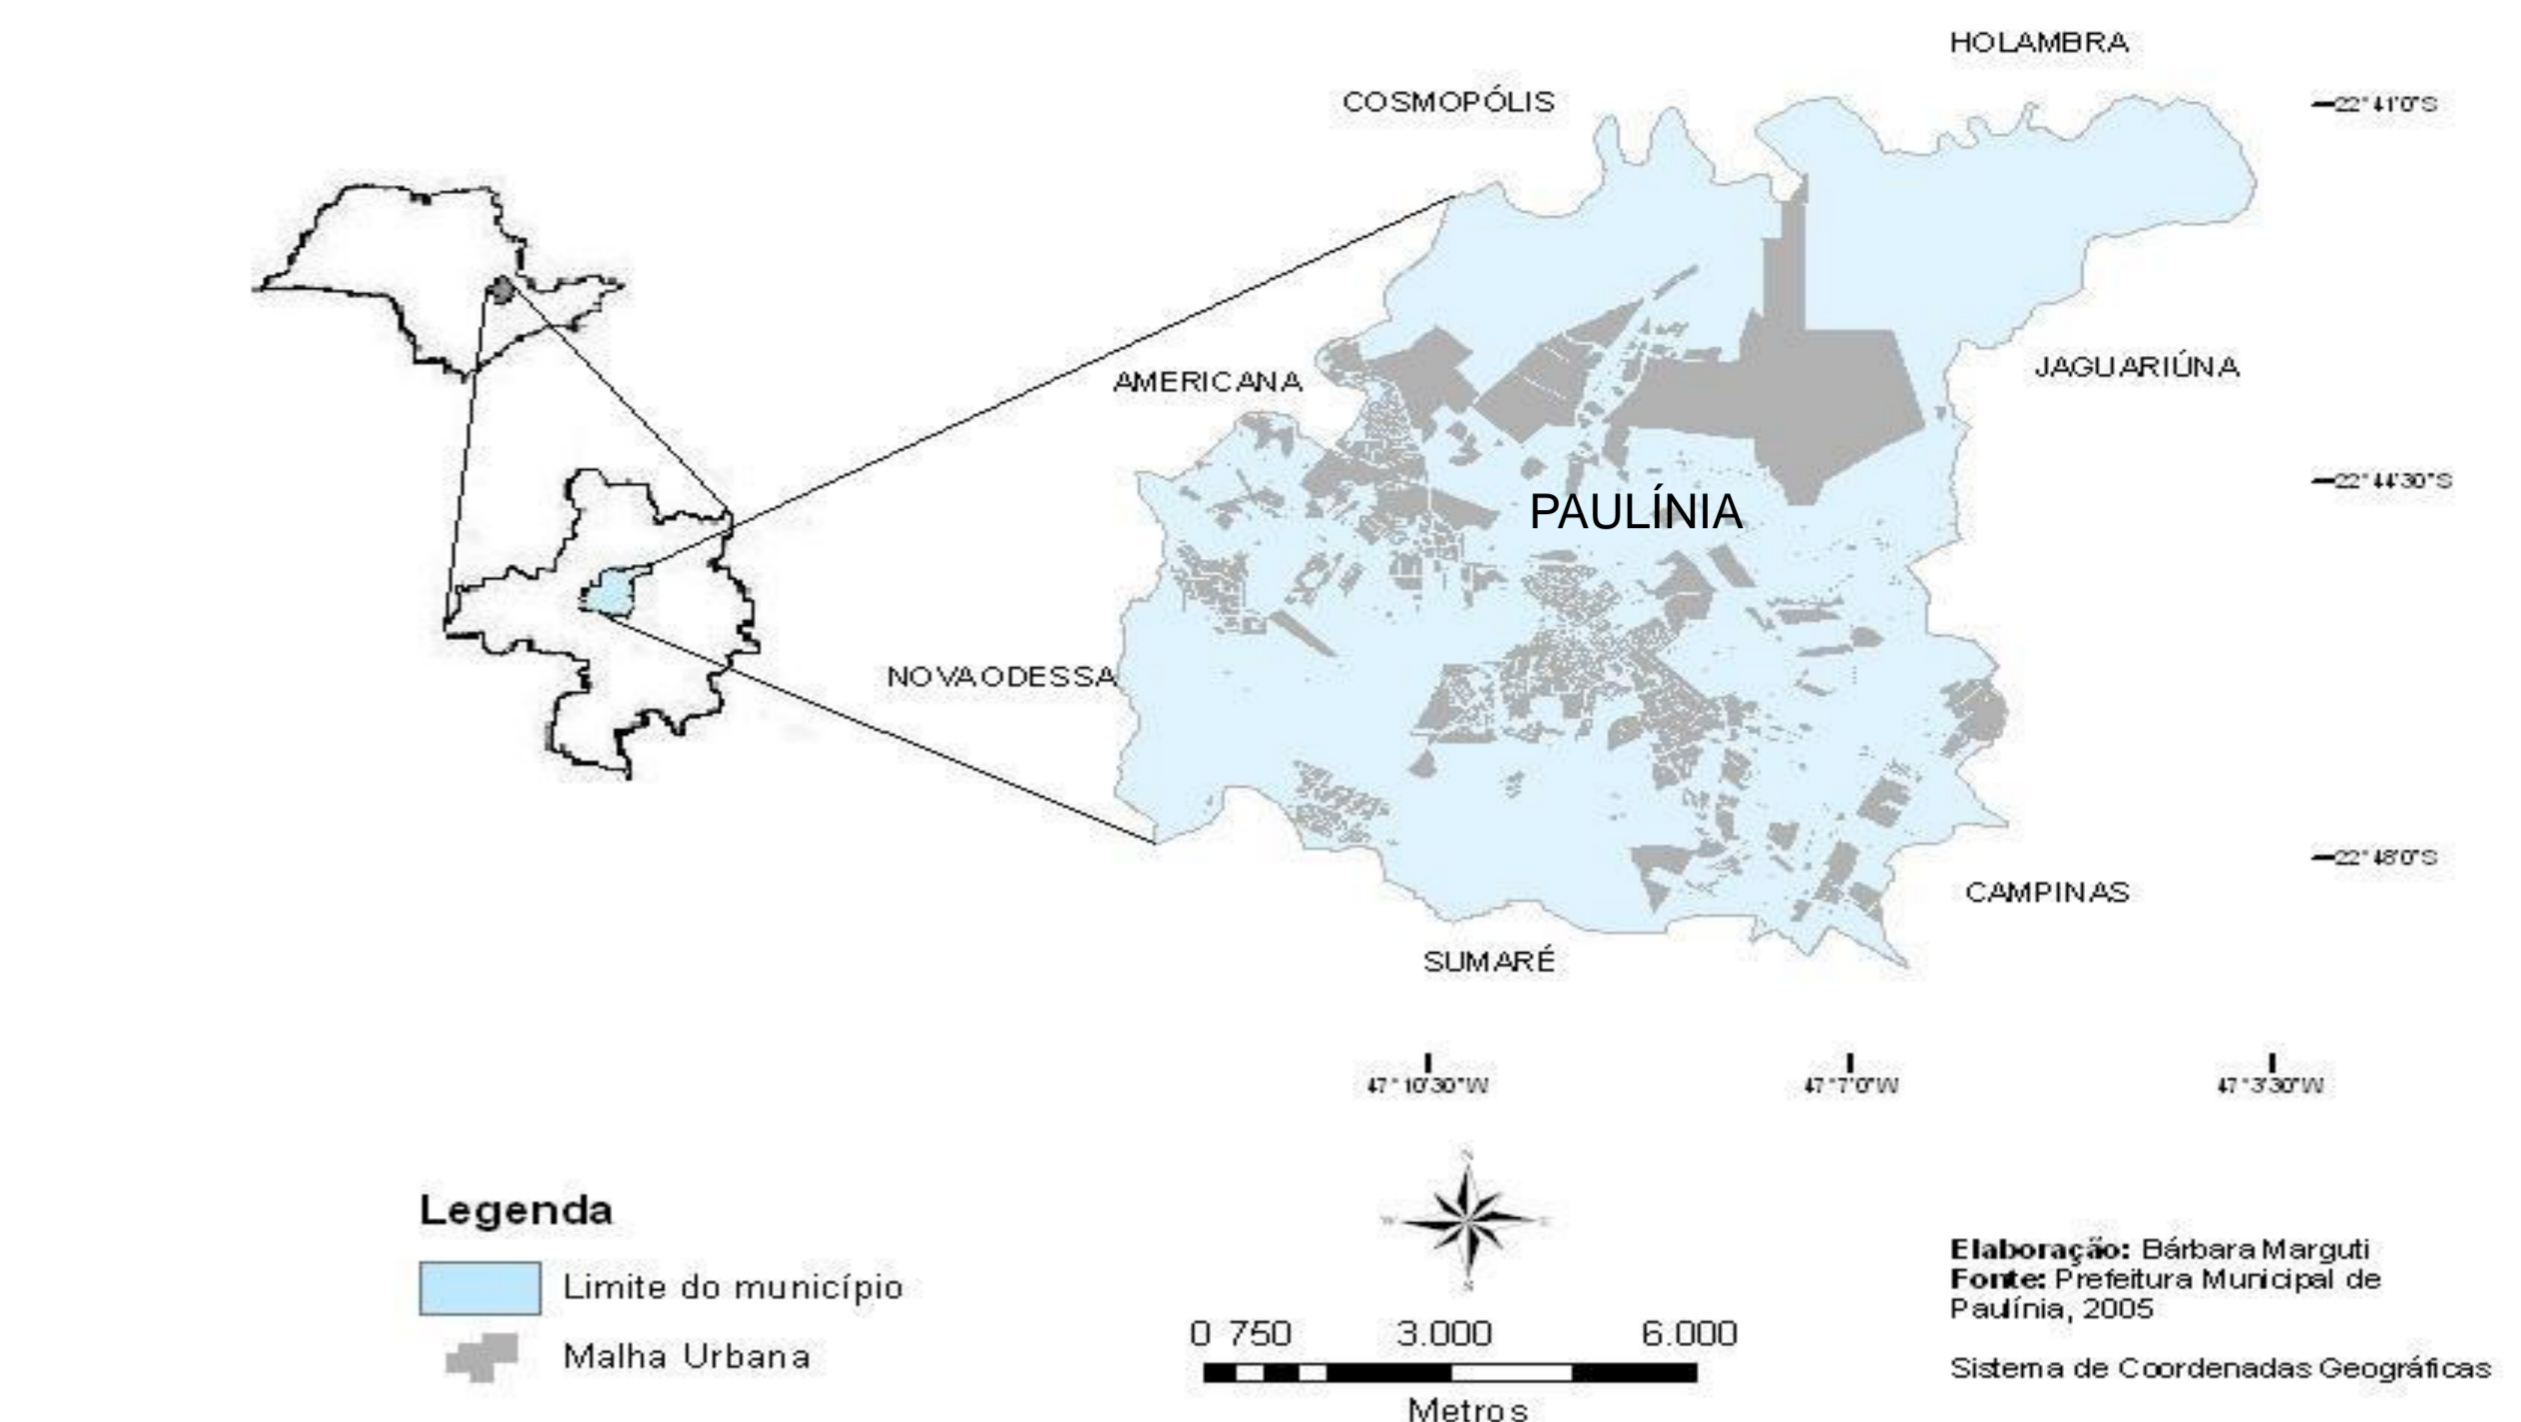 HOLAMBRA
COSMOPÓLIS
22°41'0"S
JAGUARIÚNA
AMERICANA
22°44'30"S
PAULÍNIA
NOVA ODESSA
22°48'0"S
CAMPINAS
SUMARÉ
47°10'30"W
47°7'0"W
47°3'30"W
N
W
E
S
Legenda
Limite do município
Malha Urbana
0 750 3.000 6.000
Metros
Elaboração: Bárbara Marguti
Fonte: Prefeitura Municipal de
Paulínia, 2005
Sistema de Coordenadas Geográficas